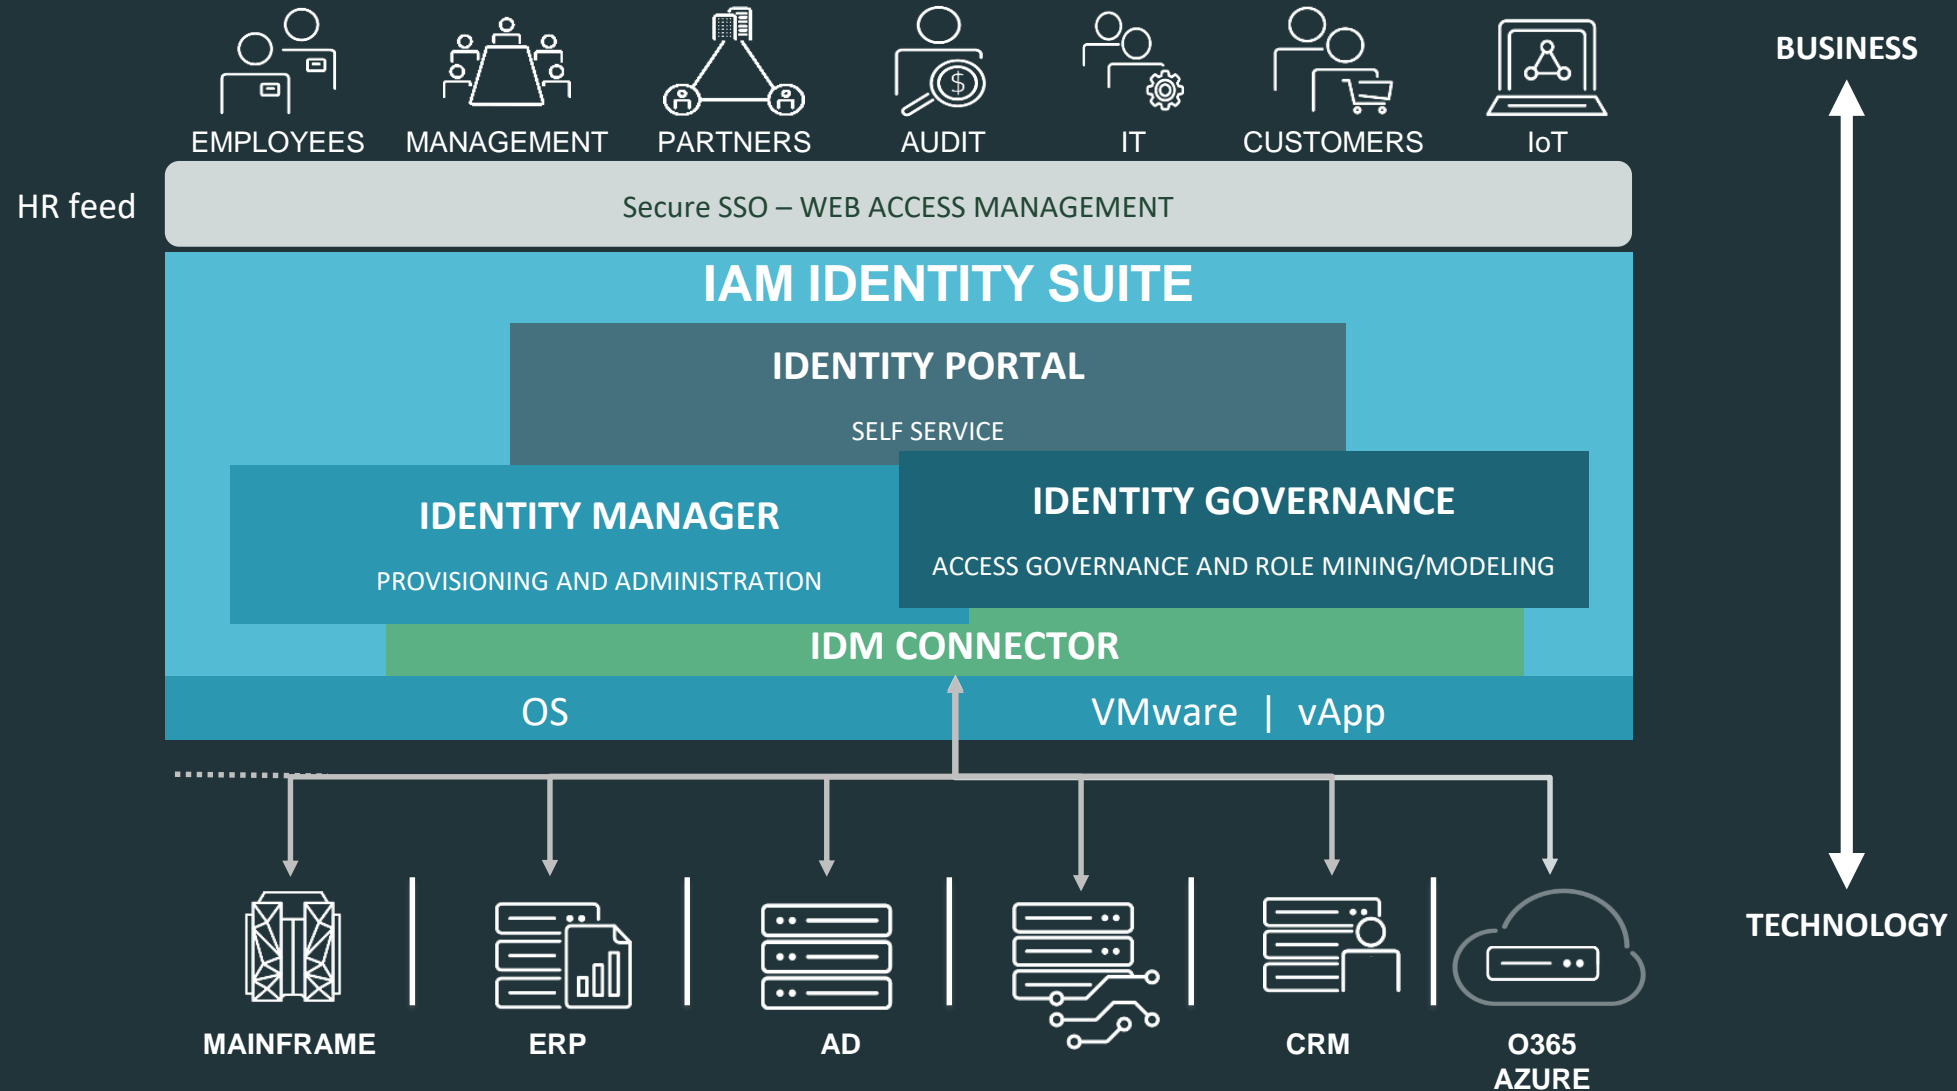 BUSINESS
EMPLOYEES
MANAGEMENT
PARTNERS
AUDIT
IT
CUSTOMERS
IoT
HR feed
Secure SSO – WEB ACCESS MANAGEMENT
IAM IDENTITY SUITE
IDENTITY PORTAL
SELF SERVICE
IDENTITY MANAGER
PROVISIONING AND ADMINISTRATION
IDENTITY GOVERNANCE
ACCESS GOVERNANCE AND ROLE MINING/MODELING
IDM CONNECTOR
OS
VMware | vApp
TECHNOLOGY
MAINFRAME
ERP
AD
CRM
O365
AZURE